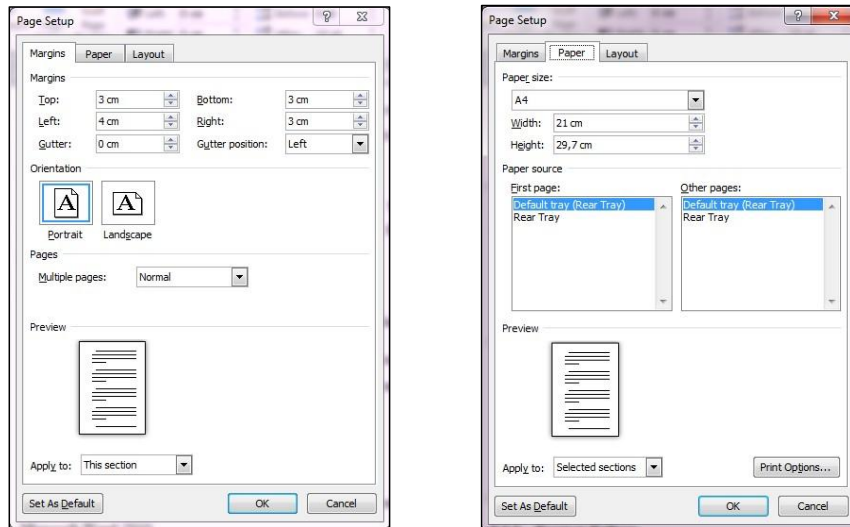 Page Setup
Margins Paper Layout
Margins
Top: 3 cm Bottom: 3 cm
Left: 4 cm Right: 3 cm
Gutter: 0 cm Gutter position: Left
Orientation
A A
Portrait Landscape
Pages
Multiple pages: Normal
Preview
Apply to: This section
Set As Default OK Cancel
Page Setup
Margins Paper Layout
Paper size:
A4
Width: 21 cm
Height: 29,7 cm
Paper source
First page: Other pages:
Default tray (Rear Tray) Default tray (Rear Tray)
Rear Tray Rear Tray
Preview
Apply to: Selected sections Print Options...
Set As Default OK Cancel